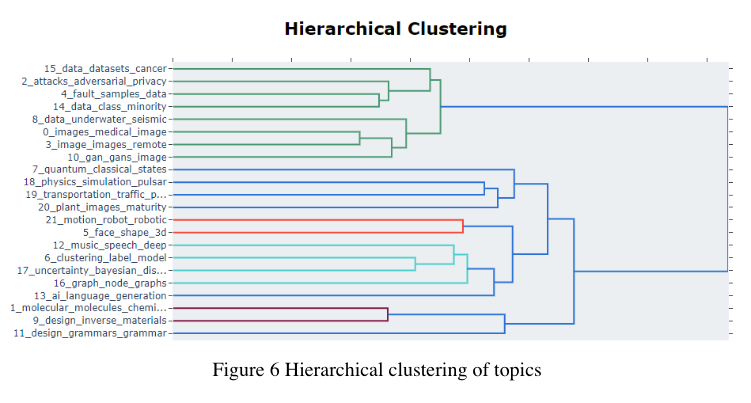 Hierarchical Clustering
15_data_datasets_cancer
2_attacks_adversarial_privacy
4_fault_samples_data
14_data_class_minority
8_data_underwater_seismic
0_images_medical_image
3_image_images_remote
10_gan_gans_image
7_quantum_classical_states
18_physics_simulation_pulsar
19_transportation_traffic_p...
20_plant_images_maturity
21_motion_robot_robotic
5_face_shape_3d
12_music_speech_deep
6_clustering_label_model
17_uncertainty_bayesian_dis...
16_graph_node_graphs
13_ai_language_generation
1_molecular_molecules_chemi...
9_design_inverse_materials
11_design_grammars_grammar
Figure 6 Hierarchical clustering of topics